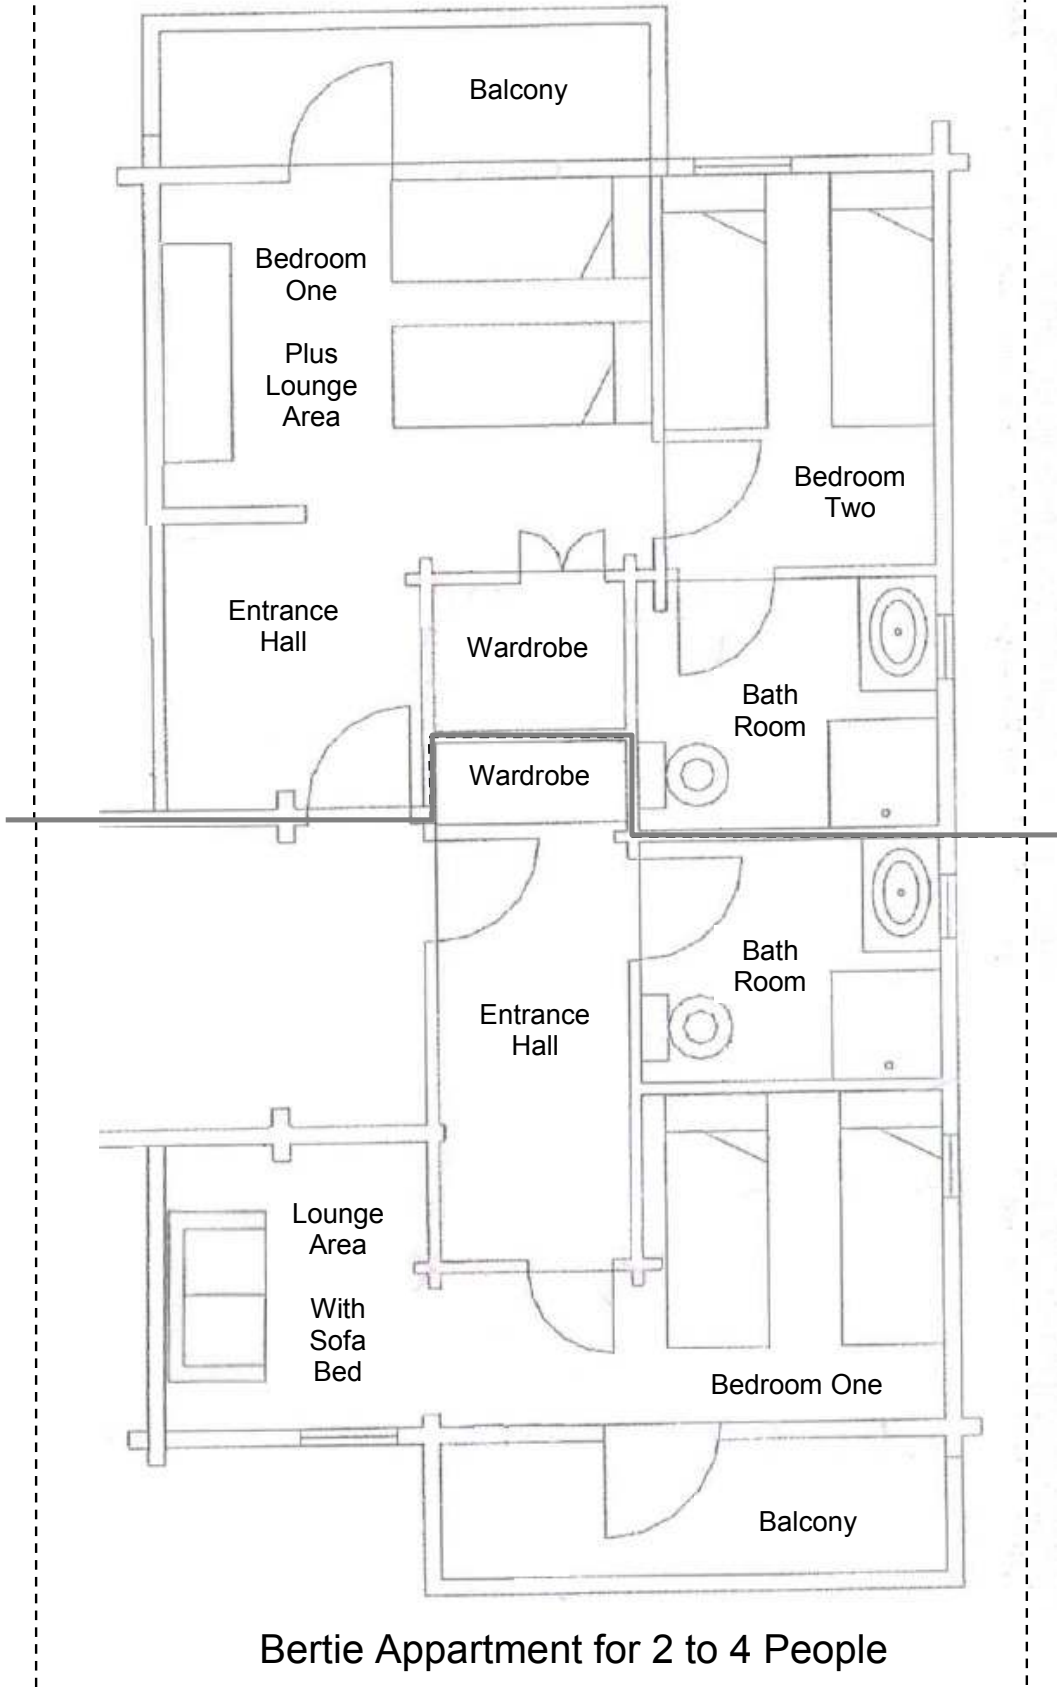 Balcony
Bedroom
One
Plus
Lounge
Area
Bedroom
Two
Entrance
Hall
Wardrobe
Bath
Room
Wardrobe
Bath
Room
Entrance
Hall
Lounge
Area
With
Sofa
Bed
Bedroom One
Balcony
Bertie Appartment for 2 to 4 People